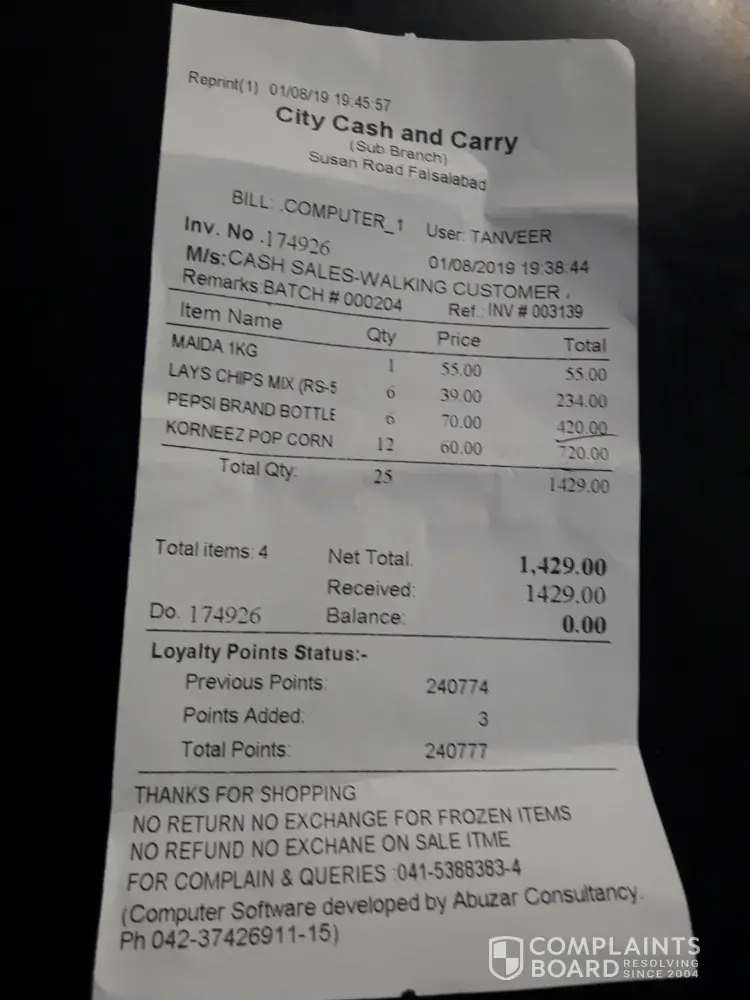 Reprint(1) 01/08/19 19:45:57
City Cash and Carry
(Sub Branch)
Susan Road Faisalabad
BILL: .COMPUTER_1 User: TANVEER
Inv. No .174926 01/08/2019 19:38:44
M/s:CASH SALES-WALKING CUSTOMER .
Remarks:BATCH # 000204 Ref.: INV # 003139
Item Name Qty Price Total
MAIDA 1KG 1 55.00 55.00
LAYS CHIPS MIX (RS-5 6 39.00 234.00
PEPSI BRAND BOTTLE 6 70.00 420.00
KORNEEZ POP CORN 12 60.00 720.00
Total Qty: 25 1429.00
Total items: 4 Net Total. 1,429.00
Received: 1429.00
Do. 174926 Balance: 0.00
Loyalty Points Status:-
Previous Points: 240774
Points Added: 3
Total Points: 240777
THANKS FOR SHOPPING
NO RETURN NO EXCHANGE FOR FROZEN ITEMS
NO REFUND NO EXCHANE ON SALE ITME
FOR COMPLAIN & QUERIES :041-5388383-4
(Computer Software developed by Abuzar Consultancy.
Ph 042-37426911-15)
COMPLAINTS
BOARD RESOLVING SINCE 2004